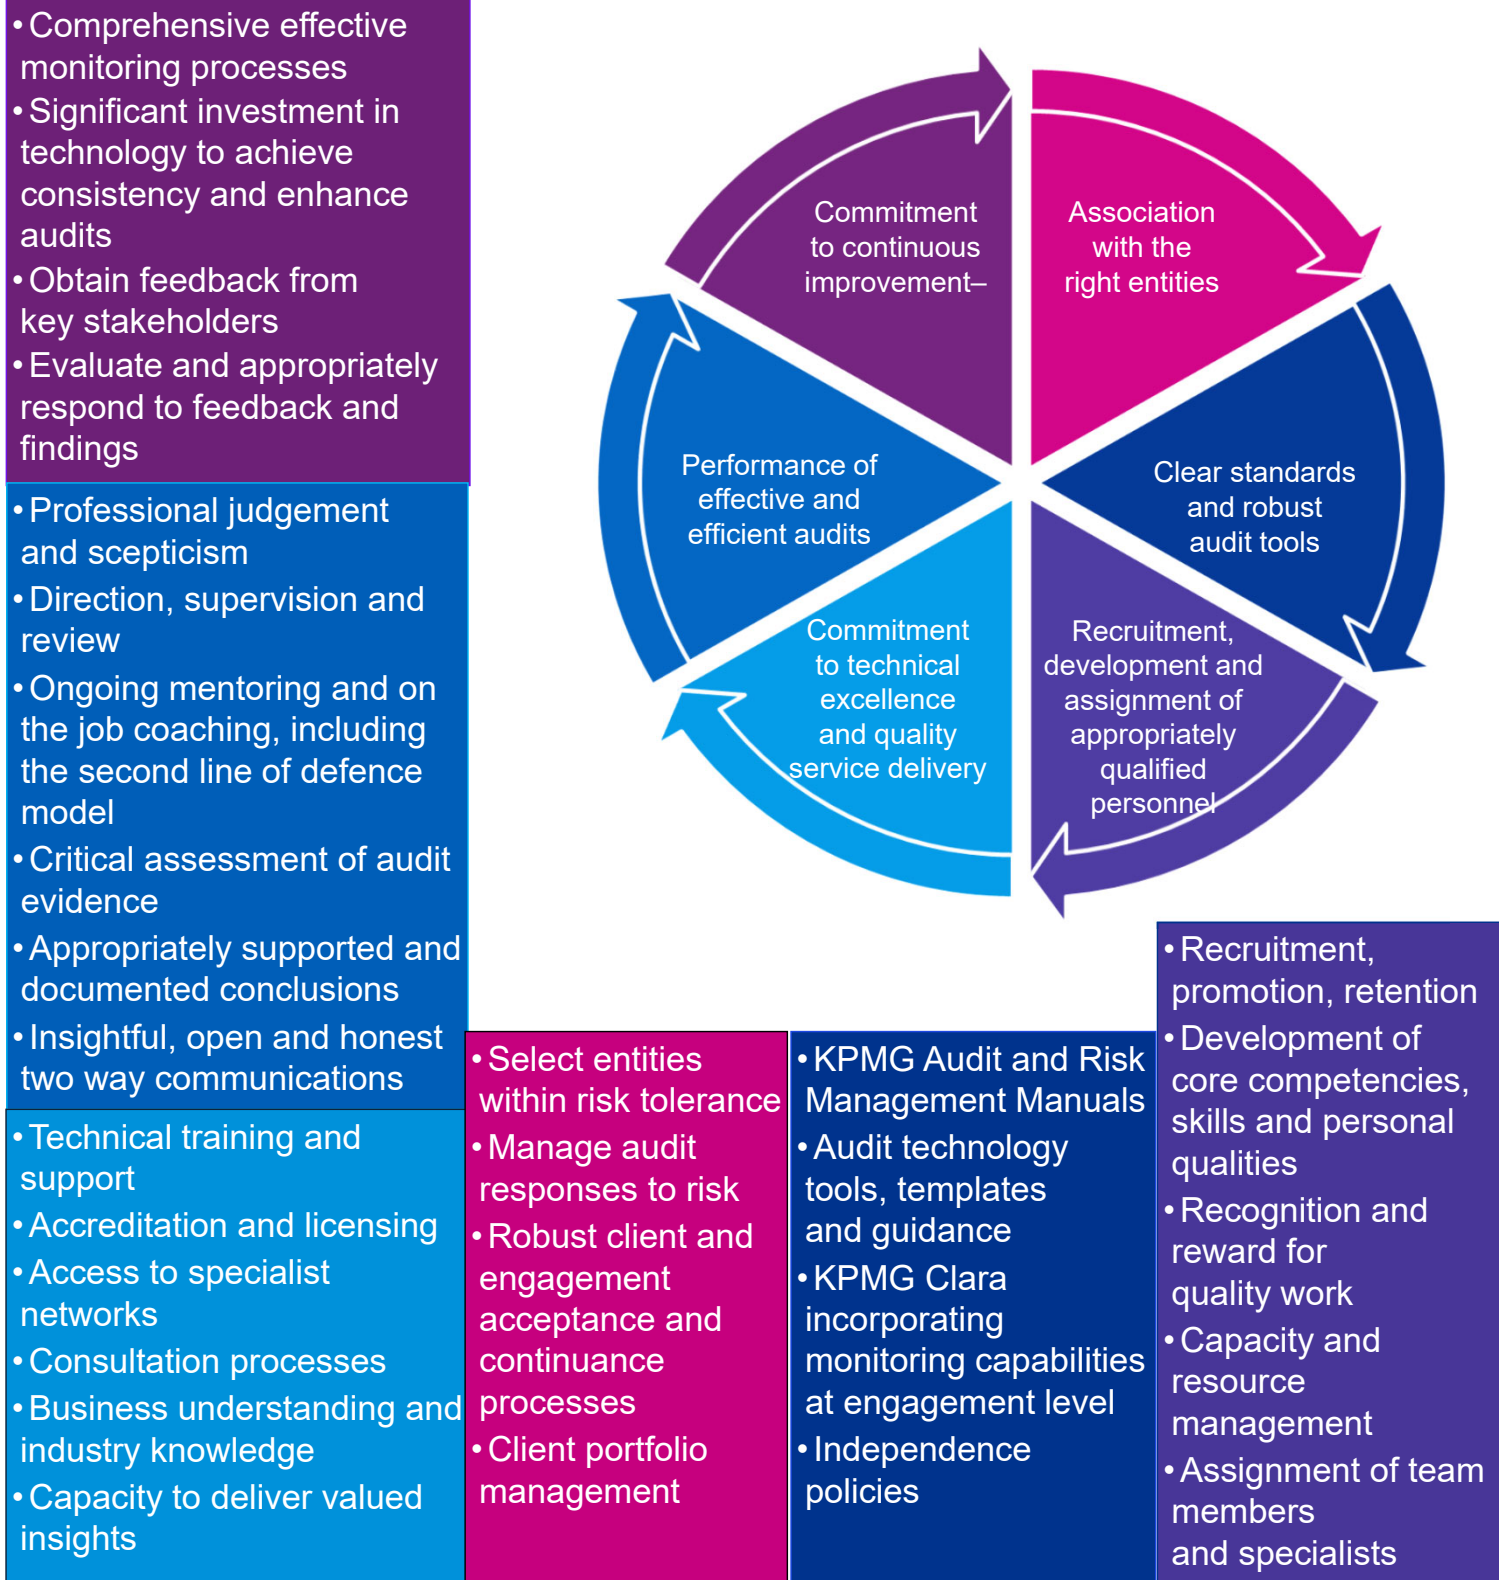 • Comprehensive effective
monitoring processes
• Significant investment in
technology to achieve
consistency and enhance
audits
• Obtain feedback from
key stakeholders
• Evaluate and appropriately
respond to feedback and
findings
• Professional judgement
and scepticism
• Direction, supervision and
review
• Ongoing mentoring and on
the job coaching, including
the second line of defence
model
• Critical assessment of audit
evidence
• Appropriately supported and
documented conclusions
• Insightful, open and honest
two way communications
• Technical training and
support
• Accreditation and licensing
• Access to specialist
networks
• Consultation processes
• Business understanding and
industry knowledge
• Capacity to deliver valued
insights
Commitment
to continuous
improvement–
Association
with the
right entities
Performance of
effective and
efficient audits
Clear standards
and robust
audit tools
Commitment
to technical
excellence
and quality
service delivery
Recruitment,
development and
assignment of
appropriately
qualified
personnel
• Select entities
within risk tolerance
• Manage audit
responses to risk
• Robust client and
engagement
acceptance and
continuance
processes
• Client portfolio
management
• KPMG Audit and Risk
Management Manuals
• Audit technology
tools, templates
and guidance
• KPMG Clara
incorporating
monitoring capabilities
at engagement level
• Independence
policies
• Recruitment,
promotion, retention
• Development of
core competencies,
skills and personal
qualities
• Recognition and
reward for
quality work
• Capacity and
resource
management
• Assignment of team
members
and specialists